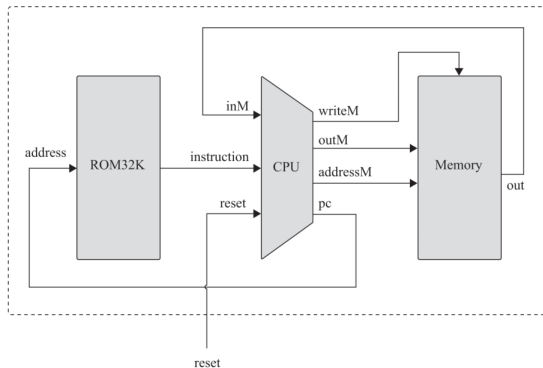 inM
writeM
address
ROM32K
instruction
CPU
outM
Memory
addressM
out
reset
pc
reset